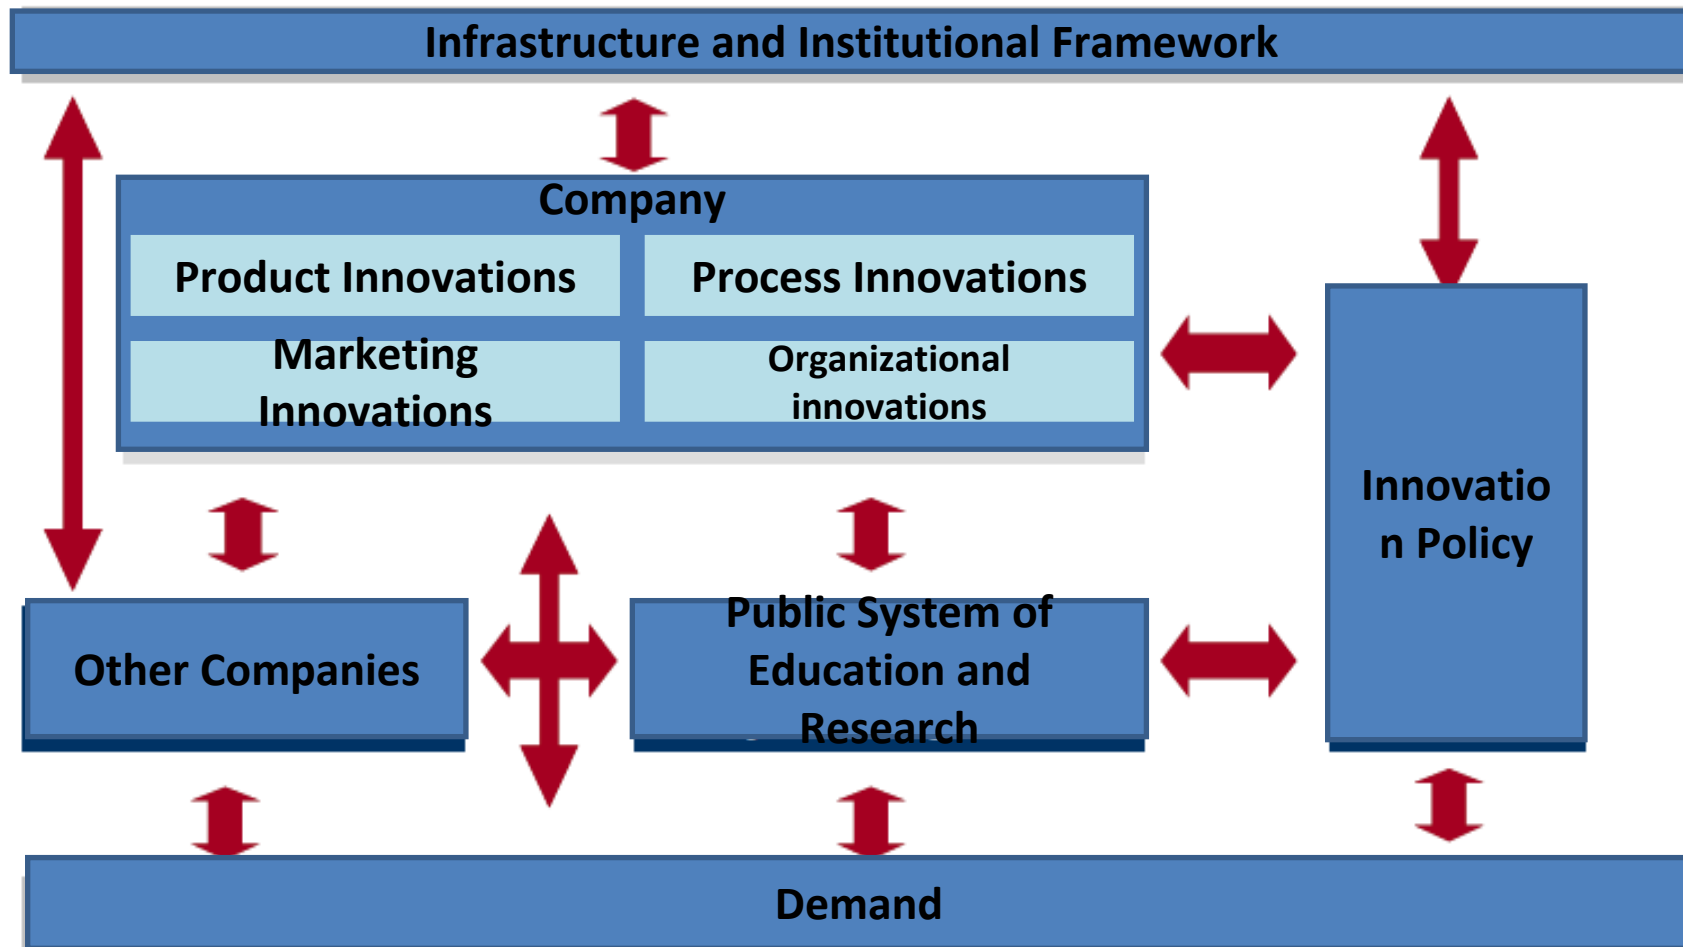 Infrastructure and Institutional Framework
Company
Product Innovations
Process Innovations
Marketing
Innovations
Organizational
innovations
Innovatio
n Policy
Other Companies
Public System of
Education and
Research
Demand